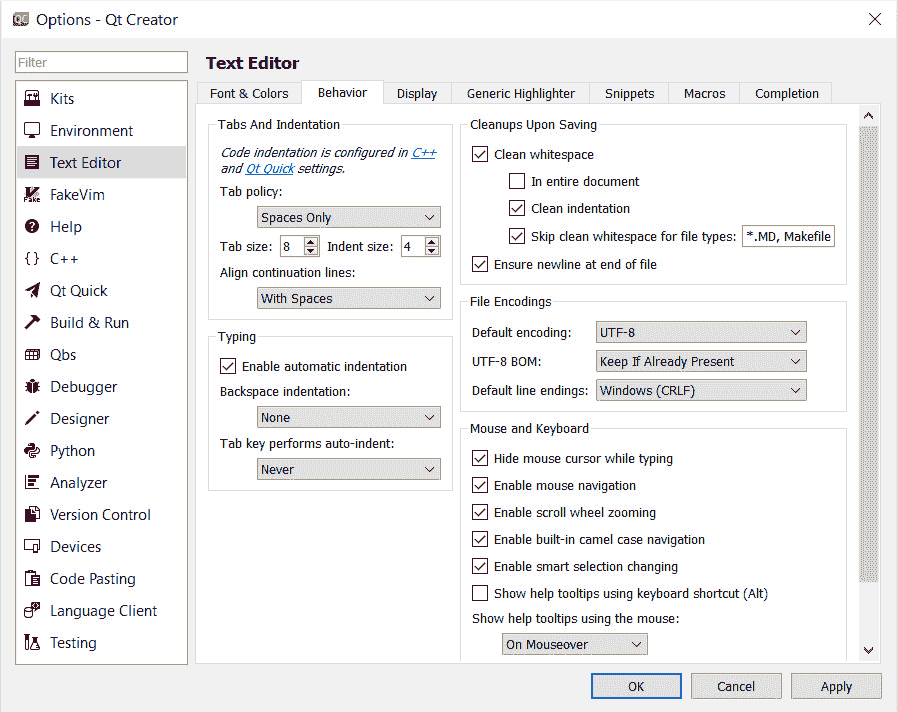 Options - Qt Creator
Filter
Kits
Environment
Text Editor
FakeVim
Help
C++
Qt Quick
Build & Run
Qbs
Debugger
Designer
Python
Analyzer
Version Control
Devices
Code Pasting
Language Client
Testing
Text Editor
Font & Colors
Behavior
Display
Generic Highlighter
Snippets
Macros
Completion
Tabs And Indentation
Code indentation is configured in C++
and Qt Quick settings.
Tab policy:
Spaces Only
Tab size: 8 Indent size: 4
Align continuation lines:
With Spaces
Typing
Enable automatic indentation
Backspace indentation:
None
Tab key performs auto-indent:
Never
Cleanups Upon Saving
Clean whitespace
In entire document
Clean indentation
Skip clean whitespace for file types: *.MD, Makefile
Ensure newline at end of file
File Encodings
Default encoding: UTF-8
UTF-8 BOM: Keep If Already Present
Default line endings: Windows (CRLF)
Mouse and Keyboard
Hide mouse cursor while typing
Enable mouse navigation
Enable scroll wheel zooming
Enable built-in camel case navigation
Enable smart selection changing
Show help tooltips using keyboard shortcut (Alt)
Show help tooltips using the mouse:
On Mouseover
OK
Cancel
Apply